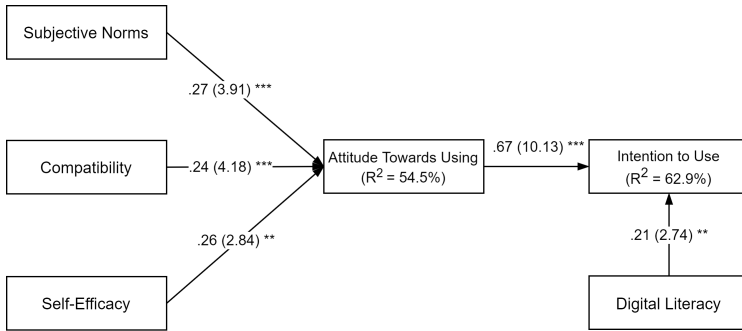 Subjective Norms
.27 (3.91) ***
Compatibility
.24 (4.18) ***
Attitude Towards Using
(R² = 54.5%)
.67 (10.13) ***
Intention to Use
(R² = 62.9%)
.26 (2.84) **
.21 (2.74) **
Self-Efficacy
Digital Literacy